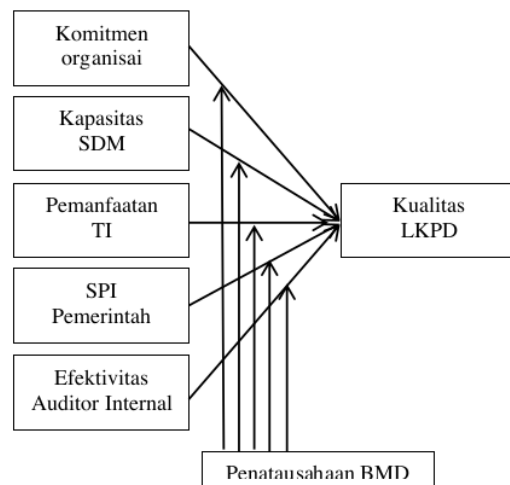 Komitmen
organisai
Kapasitas
SDM
Pemanfaatan
TI
SPI
Pemerintah
Efektivitas
Auditor Internal
Kualitas
LKPD
Penatausahaan BMD